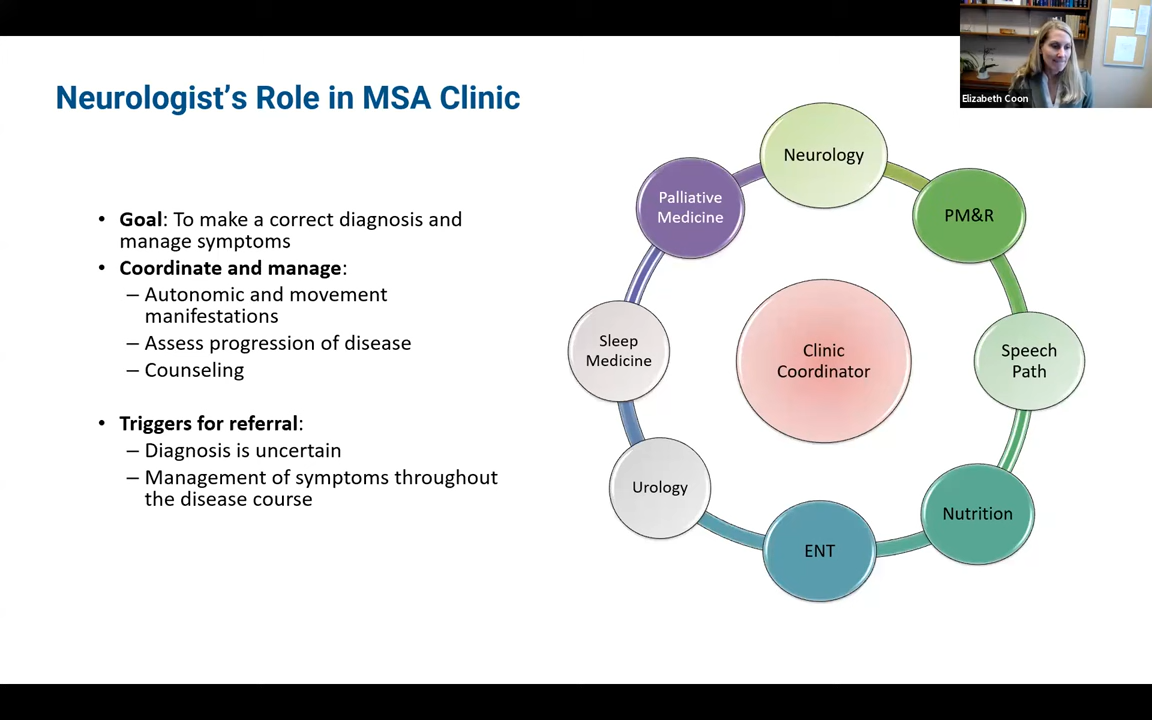 Neurologist's Role in MSA Clinic
Elizabeth Coon
• Goal: To make a correct diagnosis and
manage symptoms
• Coordinate and manage:
– Autonomic and movement
manifestations
– Assess progression of disease
– Counseling
• Triggers for referral:
– Diagnosis is uncertain
– Management of symptoms throughout
the disease course
Neurology
PM&R
Speech
Path
Nutrition
ENT
Urology
Sleep
Medicine
Palliative
Medicine
Clinic
Coordinator